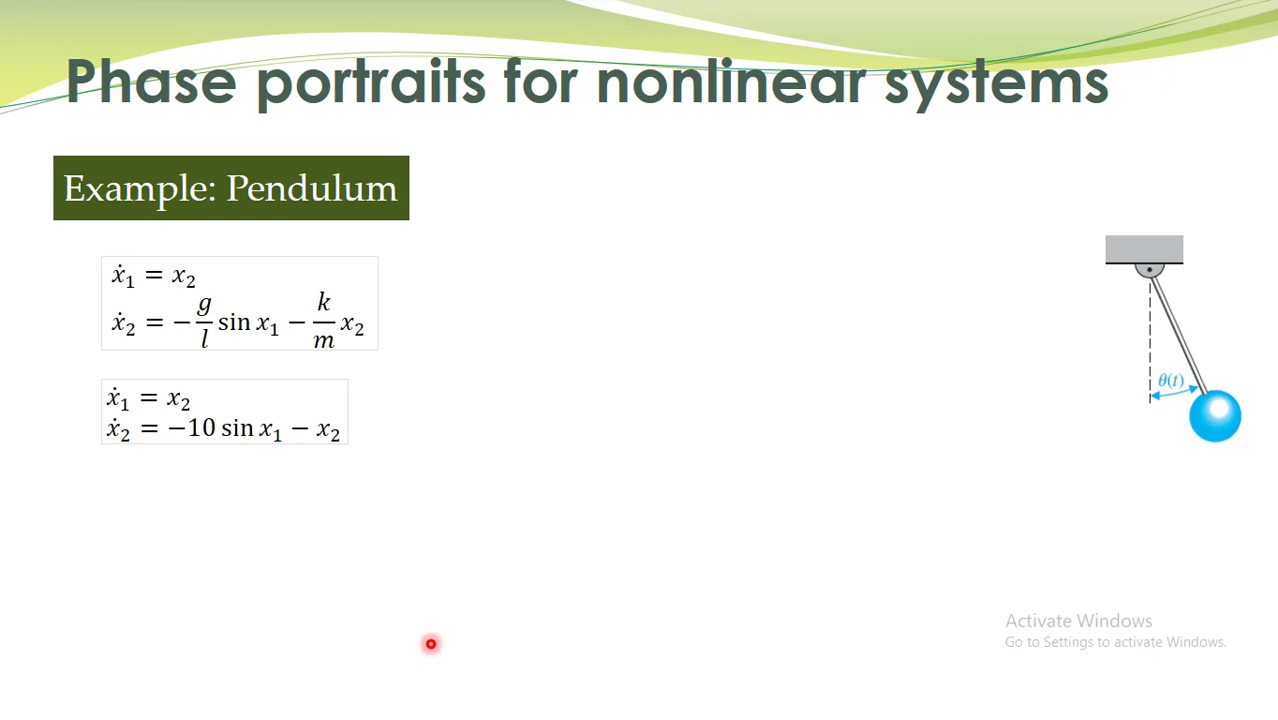 Phase portraits for nonlinear systems
Example: Pendulum
ẋ₁ = x₂
ẋ₂ = −g/l sin x₁ − k/m x₂
ẋ₁ = x₂
ẋ₂ = −10 sin x₁ − x₂
θ(t)
Activate Windows
Go to Settings to activate Windows.